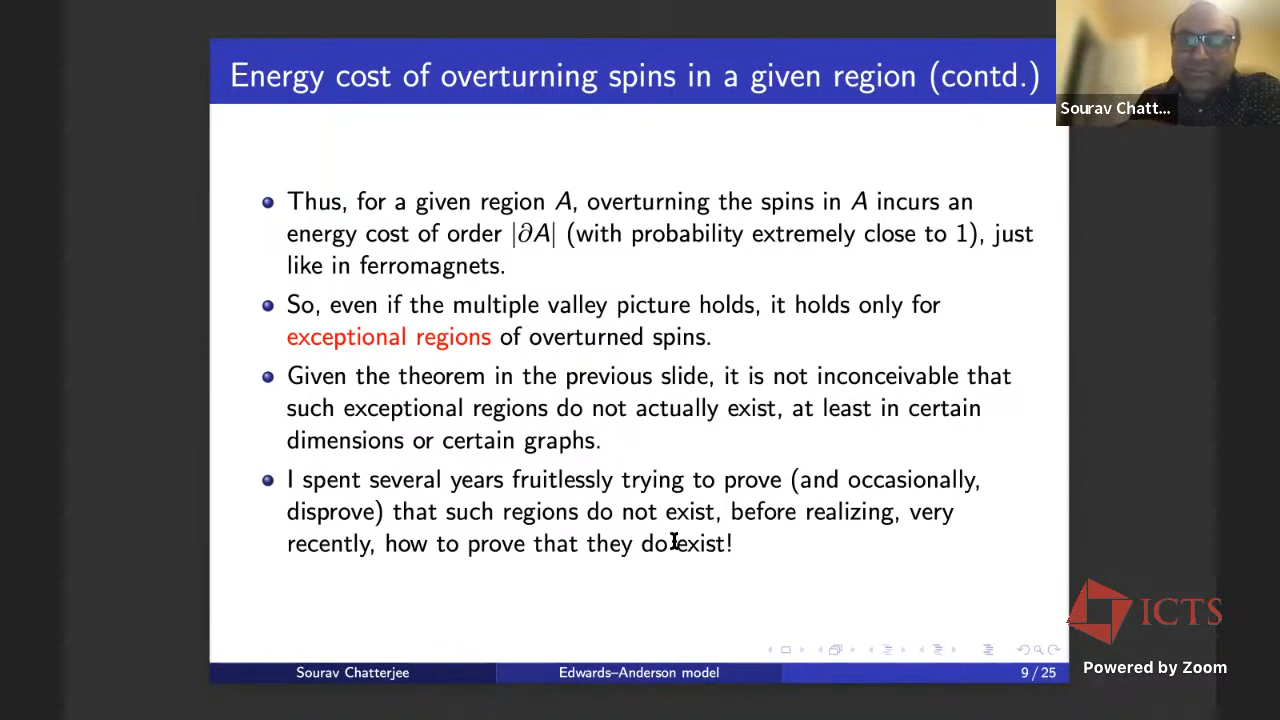 Energy cost of overturning spins in a given region (contd.)
Sourav Chatt...
Thus, for a given region A, overturning the spins in A incurs an
energy cost of order |∂A| (with probability extremely close to 1), just
like in ferromagnets.
So, even if the multiple valley picture holds, it holds only for
exceptional regions of overturned spins.
Given the theorem in the previous slide, it is not inconceivable that
such exceptional regions do not actually exist, at least in certain
dimensions or certain graphs.
I spent several years fruitlessly trying to prove (and occasionally,
disprove) that such regions do not exist, before realizing, very
recently, how to prove that they do exist!
ICTS
Powered by Zoom
Sourav Chatterjee
Edwards–Anderson model
9 / 25